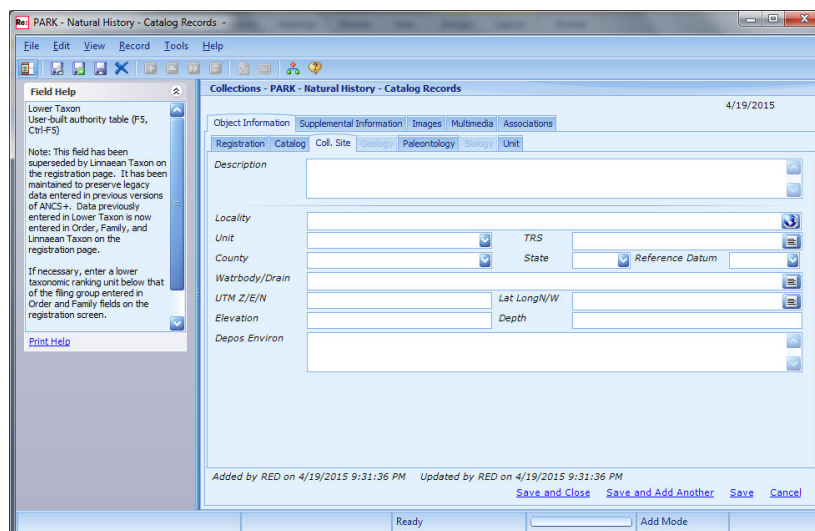 Re: PARK - Natural History - Catalog Records -
File Edit View Record Tools Help
Field Help
Lower Taxon
User-built authority table (F5,
Ctrl-F5)
Note: This field has been
superseded by Linnaean Taxon on
the registration page. It has been
maintained to preserve legacy
data entered in previous versions
of ANCS+. Data previously
entered in Lower Taxon is now
entered in Order, Family, and
Linnaean Taxon on the
registration page.
If necessary, enter a lower
taxonomic ranking unit below that
of the filing group entered in
Order and Family fields on the
registration screen.
Print Help
Collections - PARK - Natural History - Catalog Records
4/19/2015
Object Information Supplemental Information Images Multimedia Associations
Registration Catalog Coll. Site Geology Paleontology Biology Unit
Description
Locality
Unit TRS
County State Reference Datum
Watrbody/Drain
UTM Z/E/N Lat LongN/W
Elevation Depth
Depos Environ
Added by RED on 4/19/2015 9:31:36 PM Updated by RED on 4/19/2015 9:31:36 PM
Save and Close Save and Add Another Save Cancel
Ready Add Mode